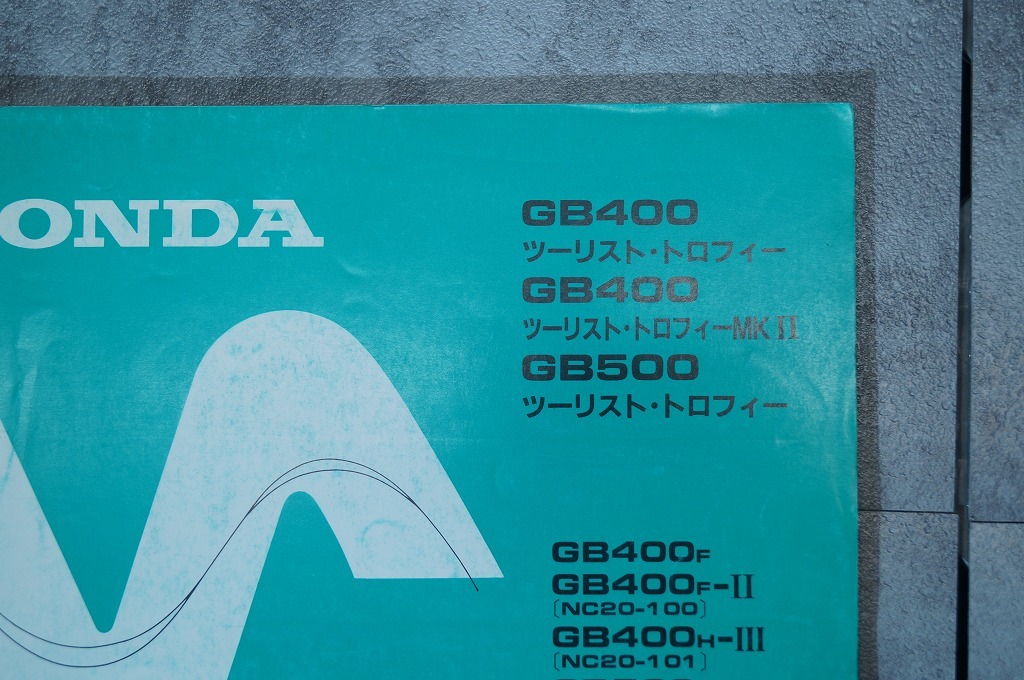 ONDA
GB400
ツーリスト・トロフィー
GB400
ツーリスト・トロフィーMKII
GB500
ツーリスト・トロフィー
GB400F
GB400F-II
〔NC20-100〕
GB400H-III
〔NC20-101〕